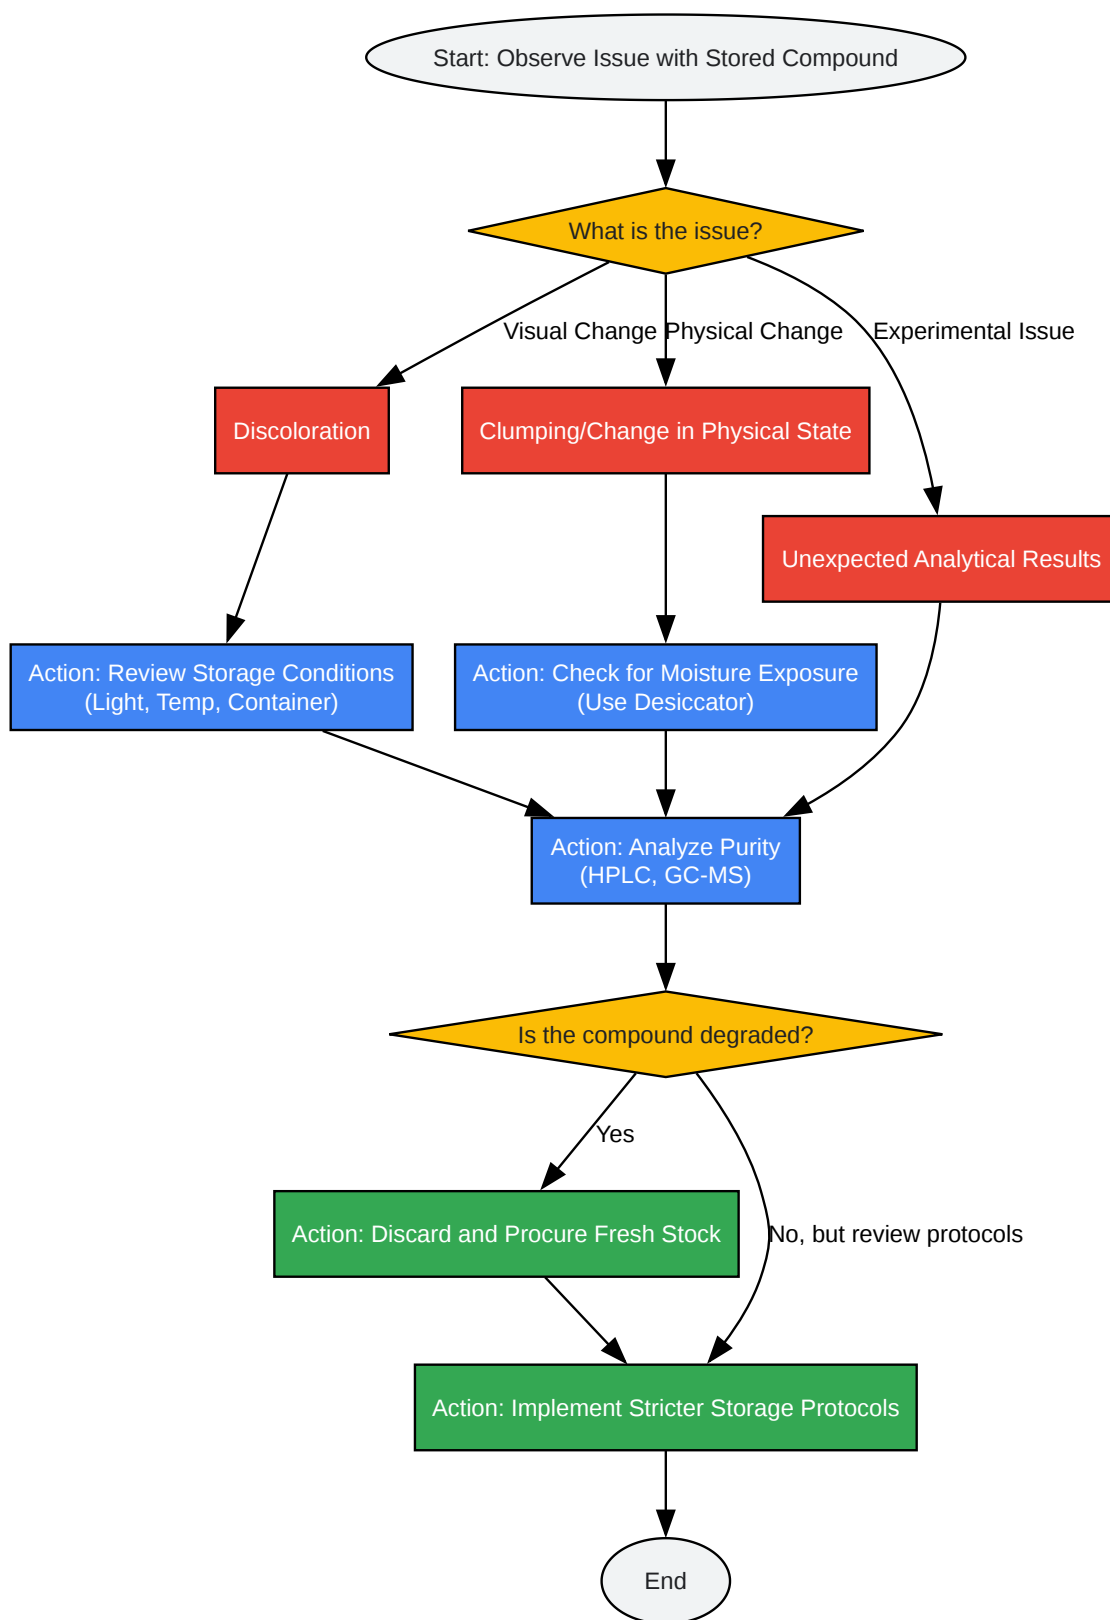 Start: Observe Issue with Stored Compound
What is the issue?
Visual Change
Physical Change
Experimental Issue
Discoloration
Clumping/Change in Physical State
Unexpected Analytical Results
Action: Review Storage Conditions
(Light, Temp, Container)
Action: Check for Moisture Exposure
(Use Desiccator)
Action: Analyze Purity
(HPLC, GC-MS)
Is the compound degraded?
Yes
Action: Discard and Procure Fresh Stock
No, but review protocols
Action: Implement Stricter Storage Protocols
End